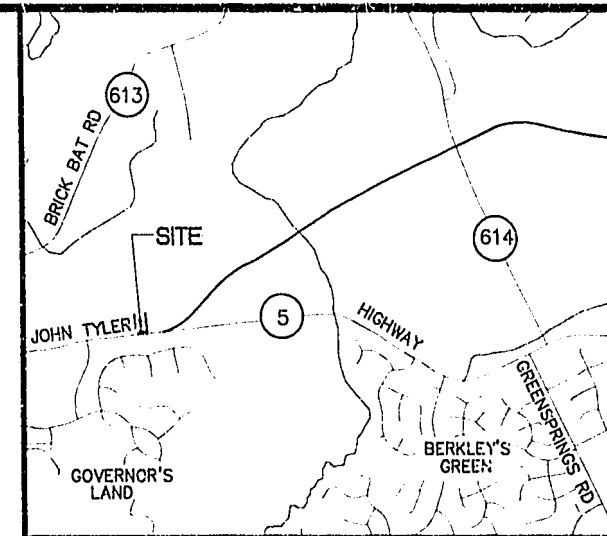 613
BRICK BAT RD
SITE
614
5
JOHN TYLER
HIGHWAY
GREENSPRINGS RD
GOVERNOR'S
LAND
BERKLEY'S
GREEN